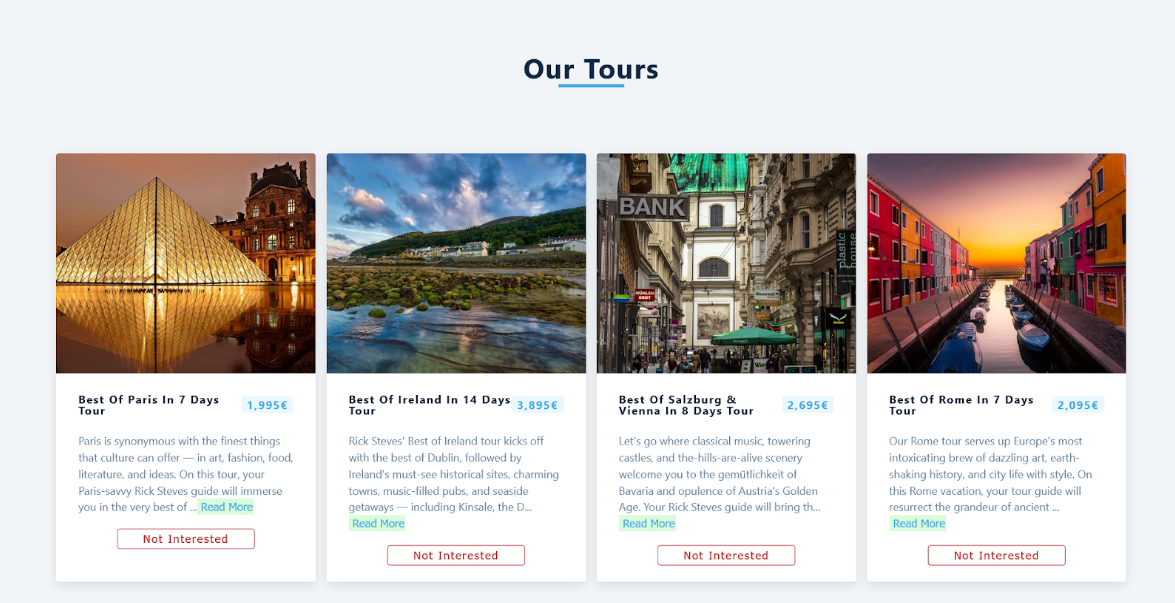 Our Tours
BANK
plastic
house
Best Of Paris In 7 Days
Tour
1,995€
Paris is synonymous with the finest things
that culture can offer — in art, fashion, food,
literature, and ideas. On this tour, your
Paris-savvy Rick Steves guide will immerse
you in the very best of ... Read More
Not Interested
Best Of Ireland In 14 Days
Tour
3,895€
Rick Steves' Best of Ireland tour kicks off
with the best of Dublin, followed by
Ireland's must-see historical sites, charming
towns, music-filled pubs, and seaside
getaways — including Kinsale, the D...
Read More
Not Interested
Best Of Salzburg &
Vienna In 8 Days Tour
2,695€
Let's go where classical music, towering
castles, and the-hills-are-alive scenery
welcome you to the gemütlichkeit of
Bavaria and opulence of Austria's Golden
Age. Your Rick Steves guide will bring th...
Read More
Not Interested
Best Of Rome In 7 Days
Tour
2,095€
Our Rome tour serves up Europe's most
intoxicating brew of dazzling art, earth-
shaking history, and city life with style. On
this Rome vacation, your tour guide will
resurrect the grandeur of ancient ...
Read More
Not Interested